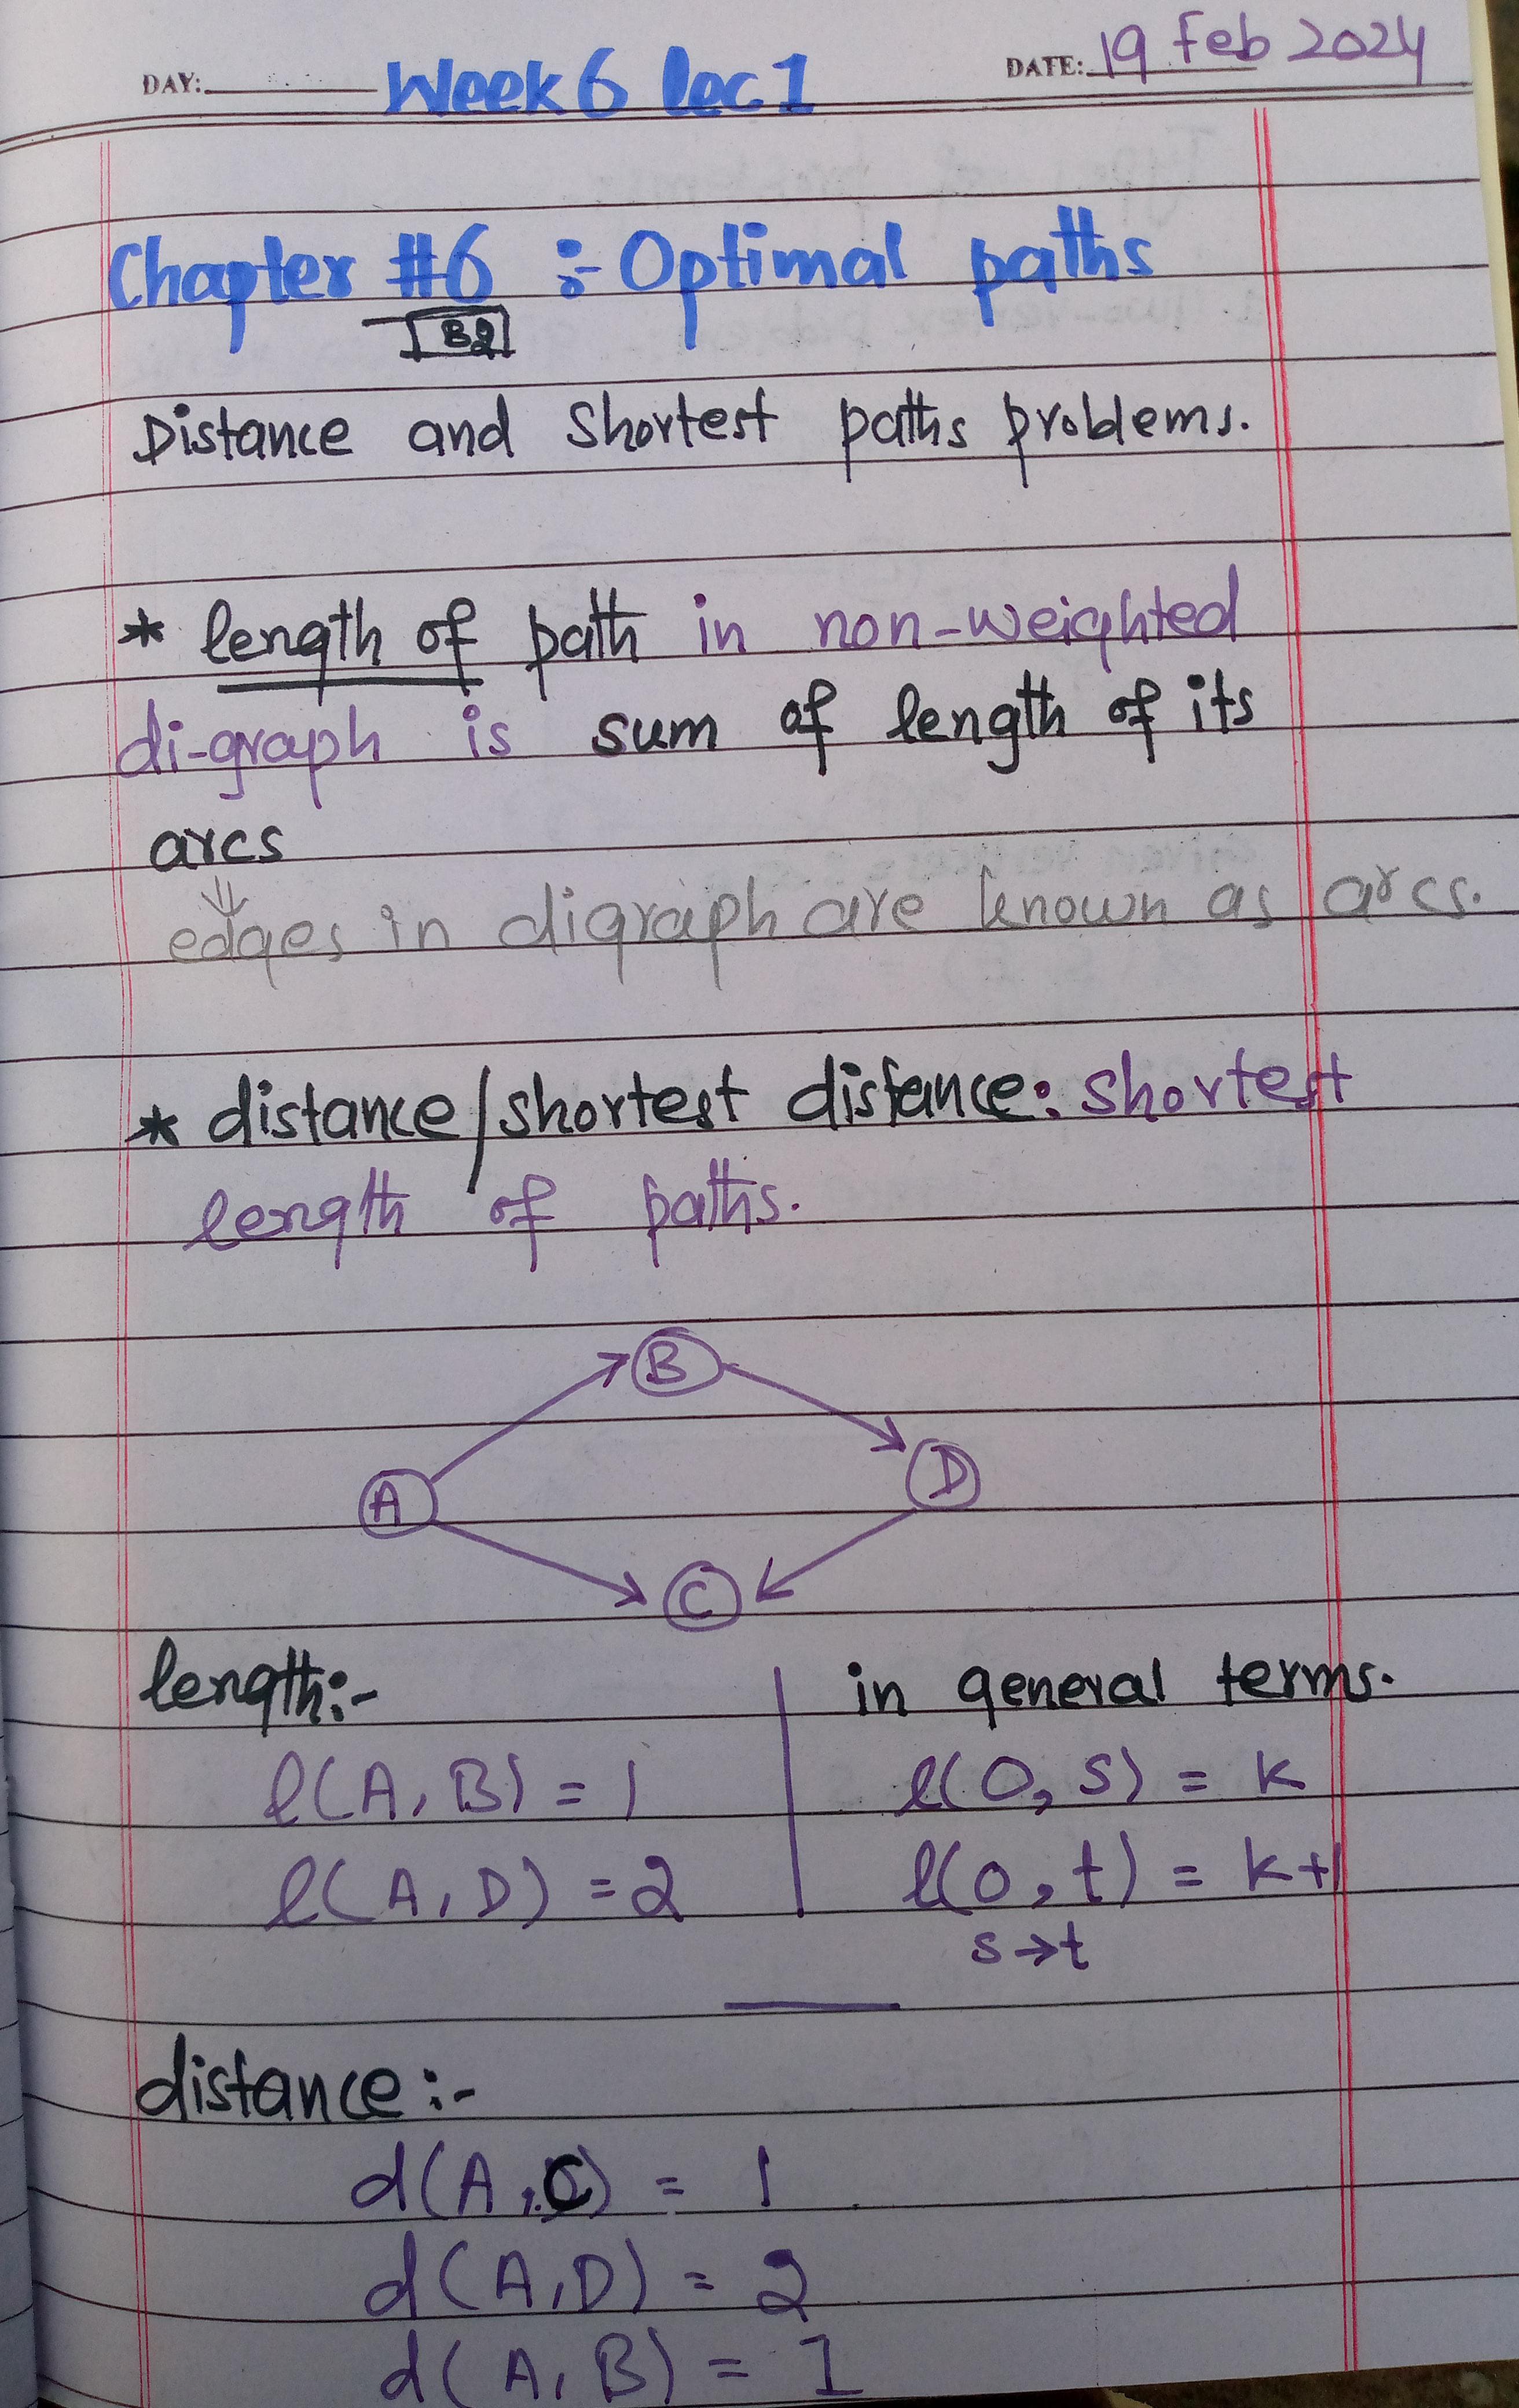 DAY: Week 6 lec 1 DATE: 19 Feb 2024
Chapter #6 :- Optimal paths
B2
Distance and Shortest paths problems.
* length of path in non-weighted
di-graph is sum of length of its
arcs
⇓
edges in digraph are known as arcs.
* distance/shortest distance: shortest
length of paths.
B
D
A
C
length:- in general terms.
l(A, B) = 1 l(0, s) = k
l(A, D) = 2 l(0, t) = k+1
s→t
distance:-
d(A, C) = 1
d(A, D) = 2
d(A, B) = 1